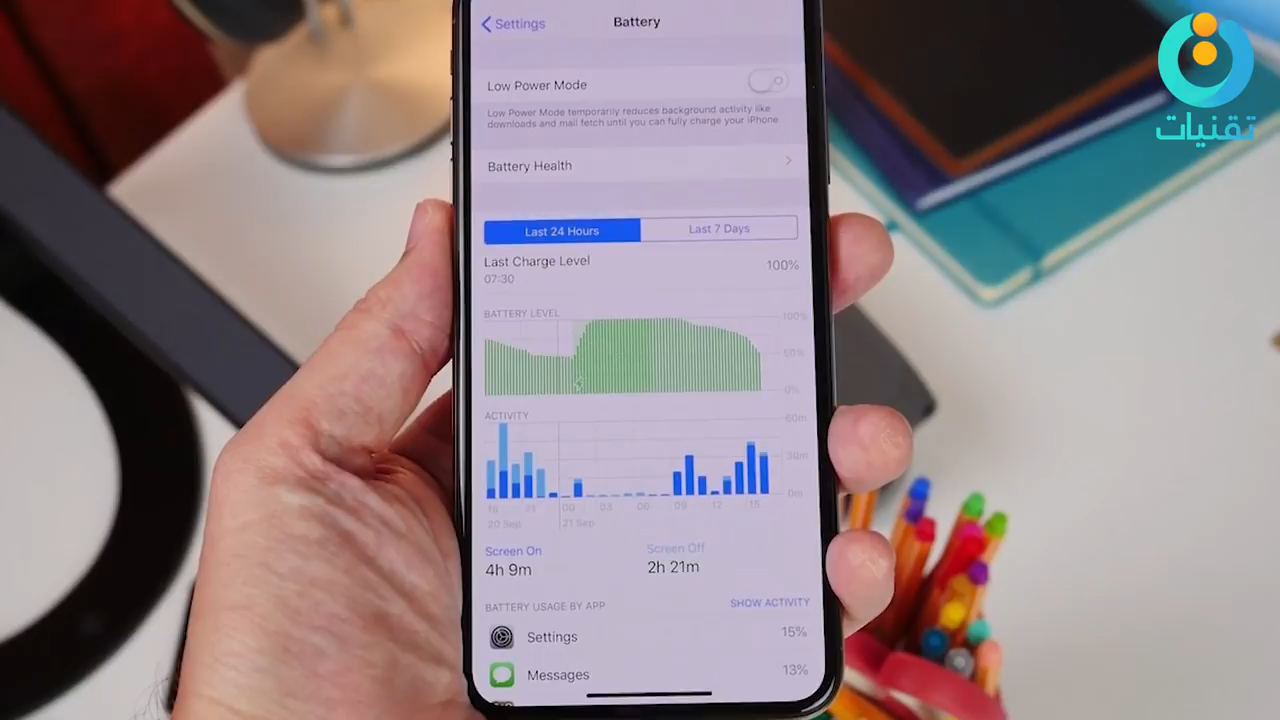 Settings
Battery
تقنيات
Low Power Mode
Low Power Mode temporarily reduces background activity like
downloads and mail fetch until you can fully charge your iPhone.
Battery Health
Last 24 Hours
Last 7 Days
Last Charge Level
100%
07:30
BATTERY LEVEL
100%
50%
0%
ACTIVITY
60m
30m
0m
18 21 00 03 06 09 12 15
20 Sep 21 Sep
Screen On
Screen Off
4h 9m
2h 21m
BATTERY USAGE BY APP
SHOW ACTIVITY
Settings
15%
Messages
13%